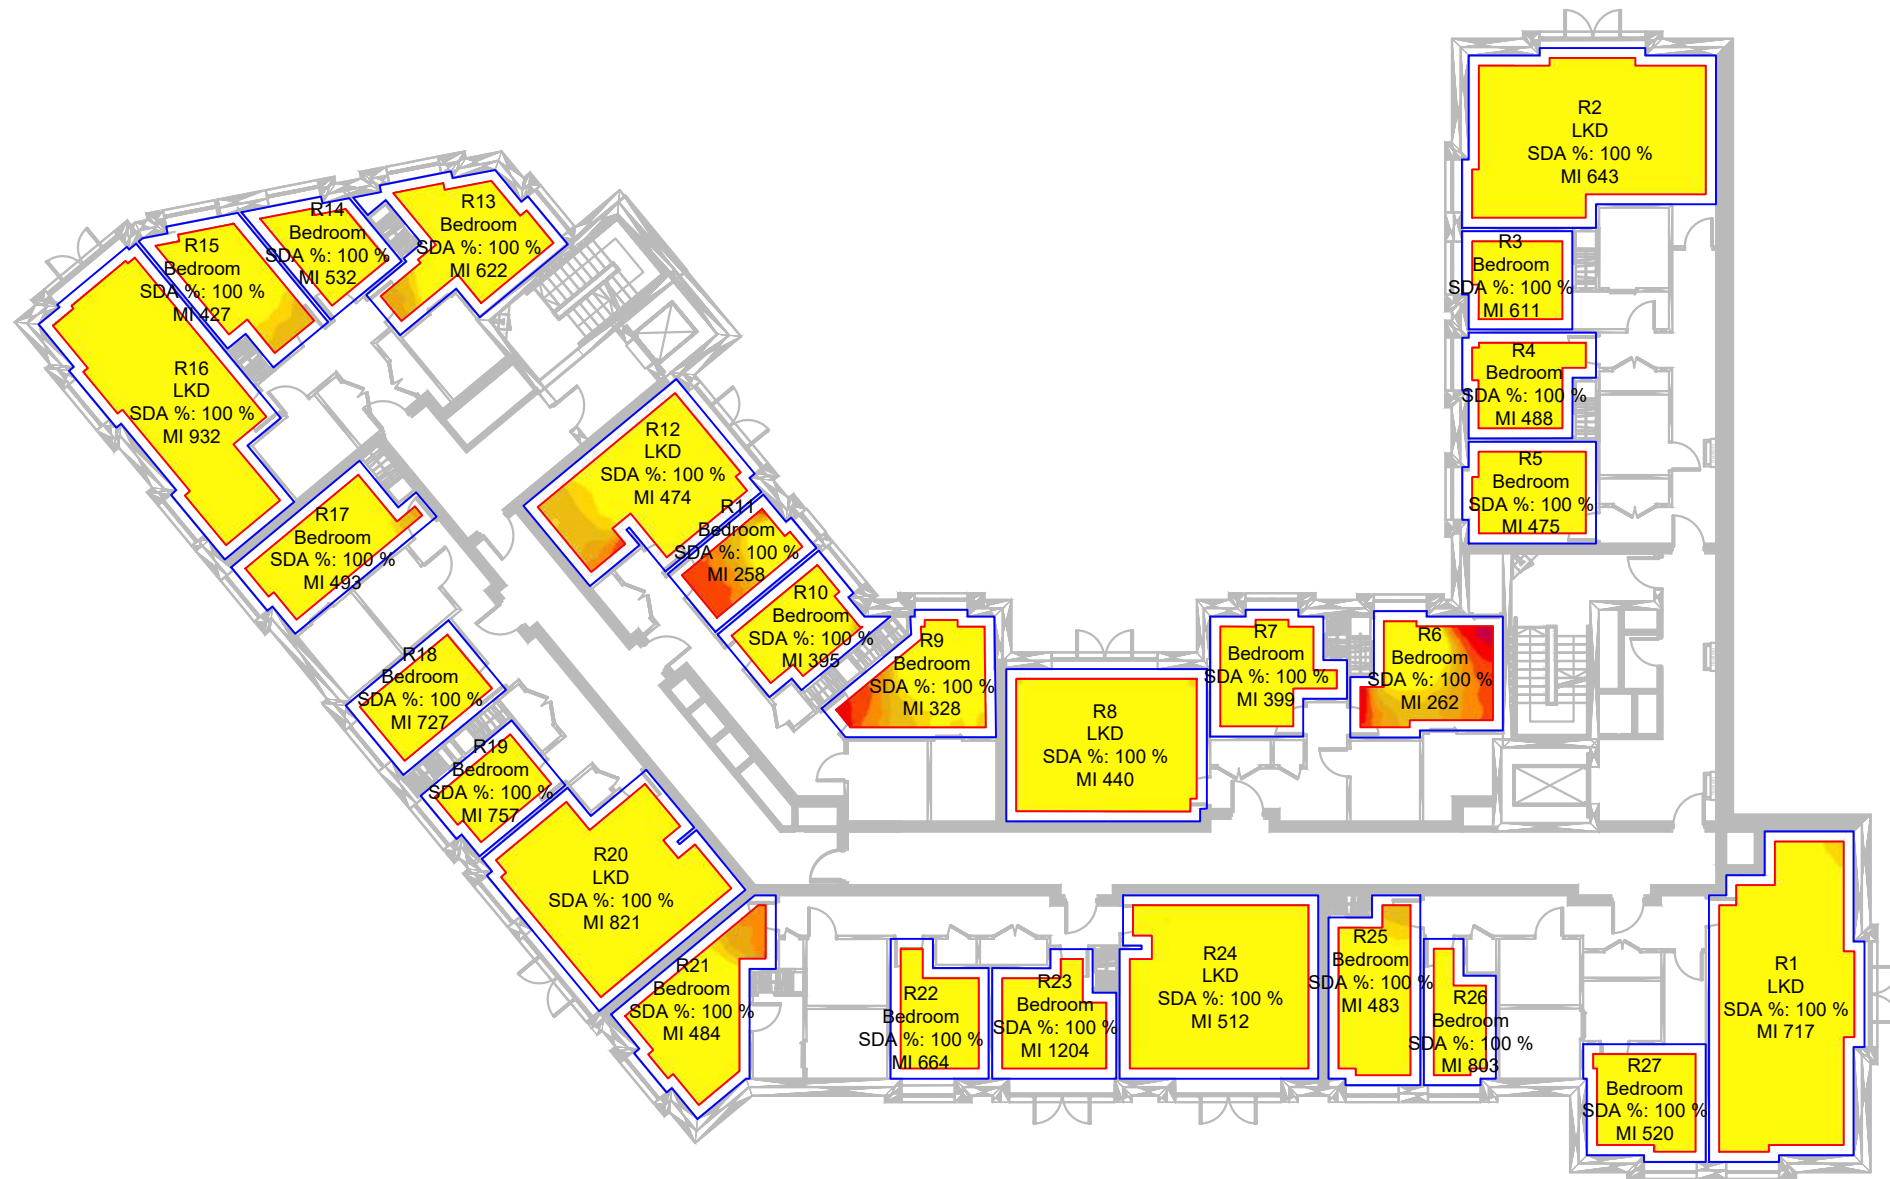 R1
LKD
SDA %: 100 %
MI 717
R2
LKD
SDA %: 100 %
MI 643
R3
Bedroom
SDA %: 100 %
MI 611
R4
Bedroom
SDA %: 100 %
MI 488
R5
Bedroom
SDA %: 100 %
MI 475
R6
Bedroom
SDA %: 100 %
MI 262
R7
Bedroom
SDA %: 100 %
MI 399
R8
LKD
SDA %: 100 %
MI 440
R9
Bedroom
SDA %: 100 %
MI 328
R10
Bedroom
SDA %: 100 %
MI 395
R11
Bedroom
SDA %: 100 %
MI 258
R12
LKD
SDA %: 100 %
MI 474
R13
Bedroom
SDA %: 100 %
MI 622
R14
Bedroom
SDA %: 100 %
MI 532
R15
Bedroom
SDA %: 100 %
MI 427
R16
LKD
SDA %: 100 %
MI 932
R17
Bedroom
SDA %: 100 %
MI 493
R18
Bedroom
SDA %: 100 %
MI 727
R19
Bedroom
SDA %: 100 %
MI 757
R20
LKD
SDA %: 100 %
MI 821
R21
Bedroom
SDA %: 100 %
MI 484
R22
Bedroom
SDA %: 100 %
MI 664
R23
Bedroom
SDA %: 100 %
MI 1204
R24
LKD
SDA %: 100 %
MI 512
R25
Bedroom
SDA %: 100 %
MI 483
R26
Bedroom
SDA %: 100 %
MI 803
R27
Bedroom
SDA %: 100 %
MI 520